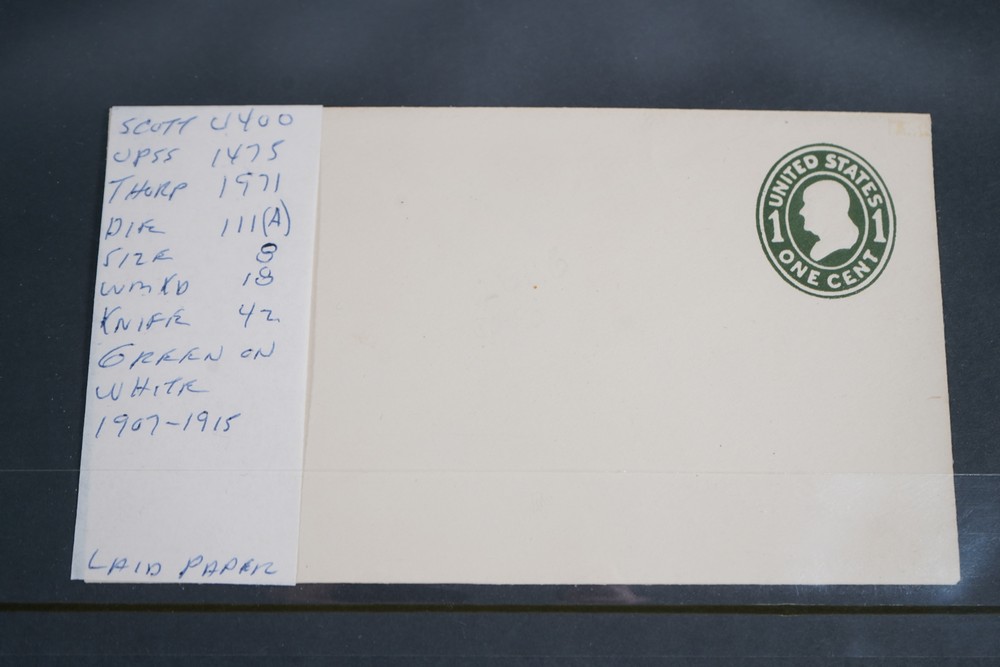 SCOTT U400
UPSS 1475
THORP 1971
DIE 111(A)
SIZE 8
WMKD 18
KNIFE 42
GREEN ON
WHITE
1907-1915
LAID PAPER
UNITED STATES
1 1
ONE CENT